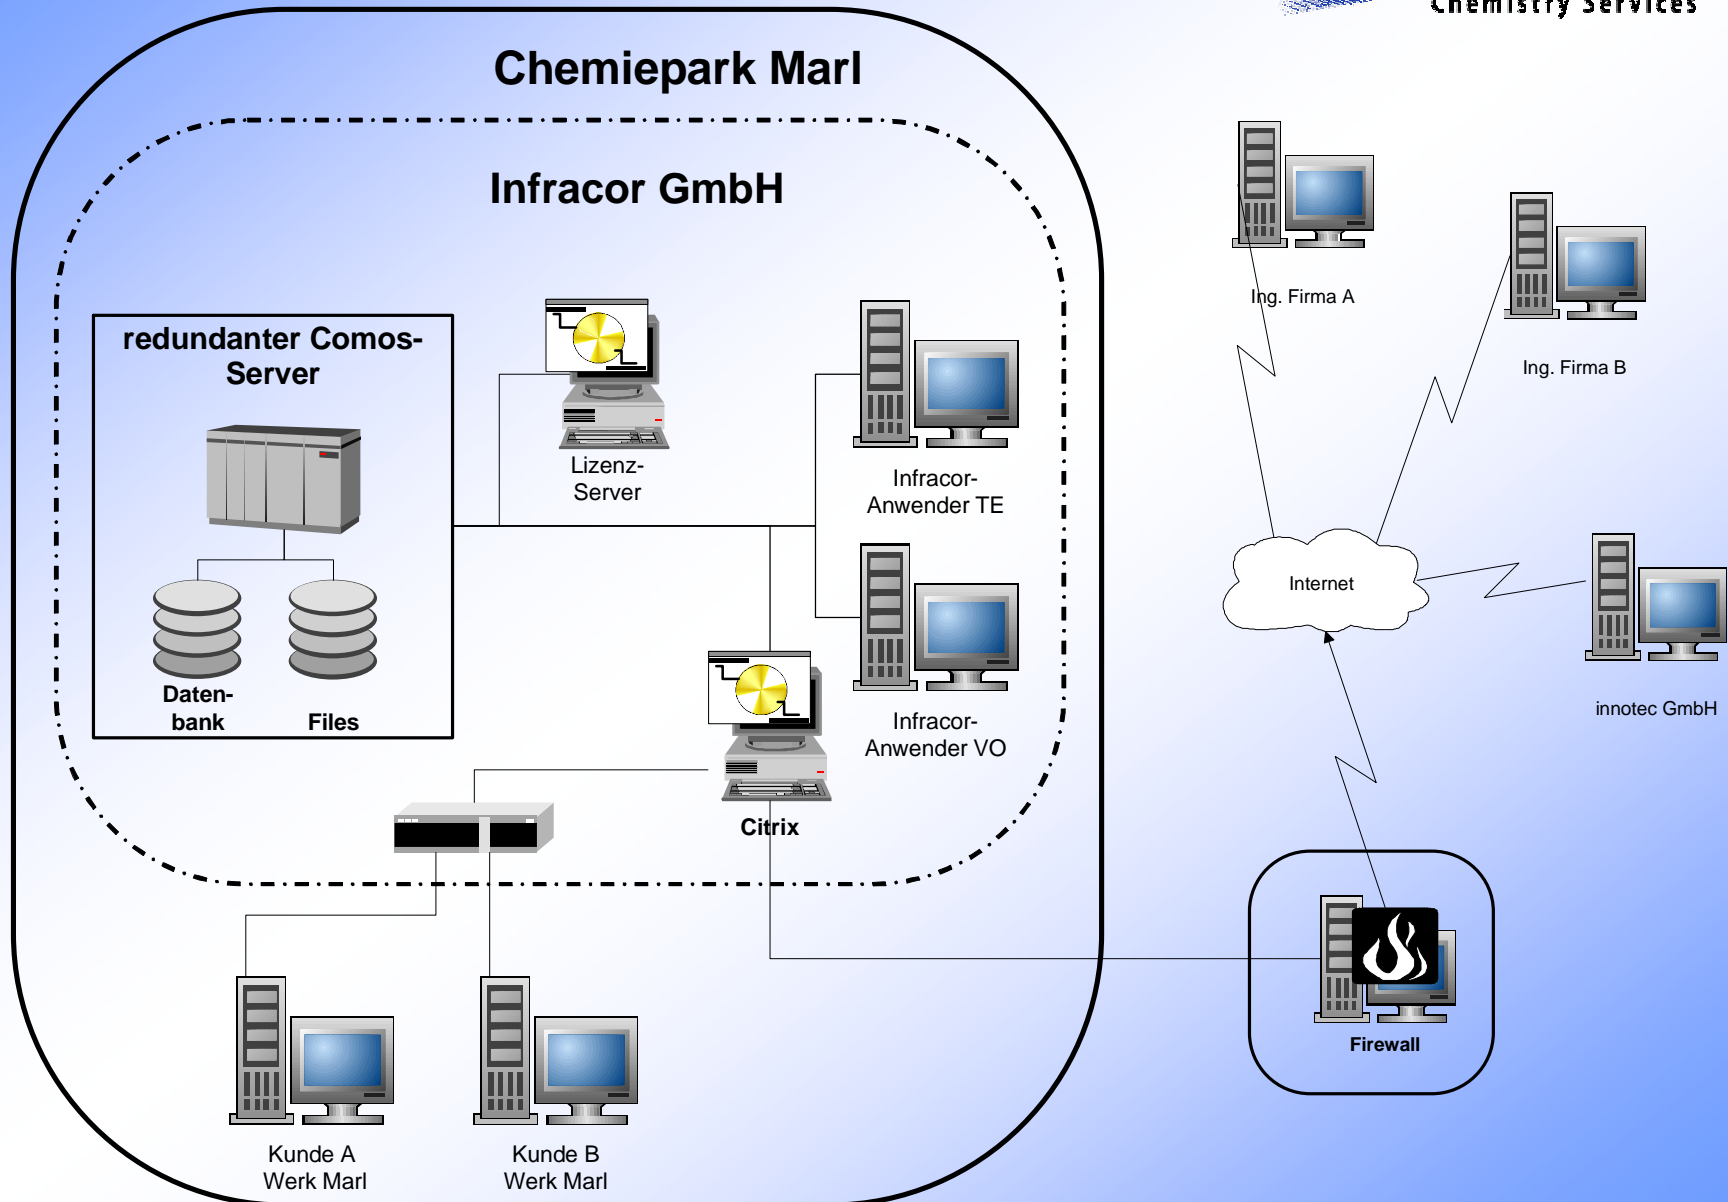 Chemistry Services
Chemiepark Marl
Infracor GmbH
redundanter Comos-
Server
Daten-
bank
Files
Lizenz-
Server
Infracor-
Anwender TE
Infracor-
Anwender VO
Citrix
Kunde A
Werk Marl
Kunde B
Werk Marl
Ing. Firma A
Ing. Firma B
Internet
innotec GmbH
Firewall